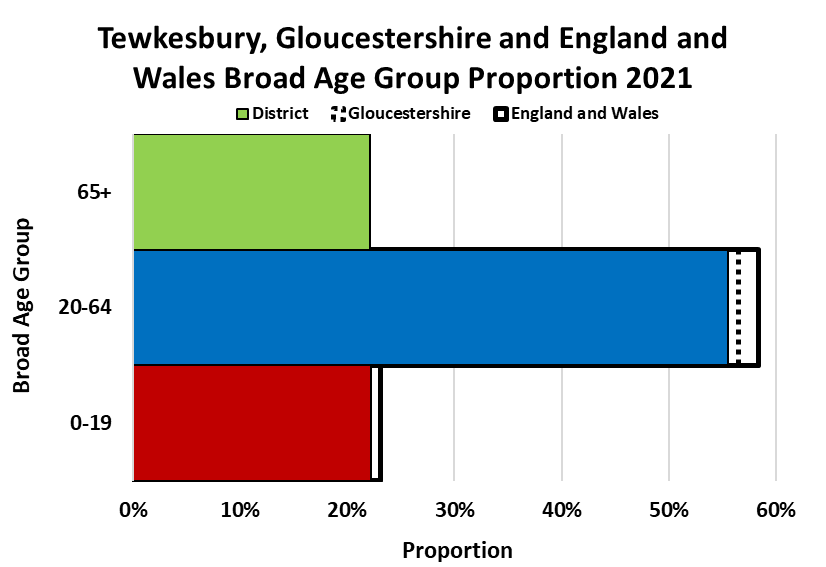 Tewkesbury, Gloucestershire and England and
Wales Broad Age Group Proportion 2021
District Gloucestershire England and Wales
65+
20-64
0-19
Broad Age Group
0% 10% 20% 30% 40% 50% 60%
Proportion